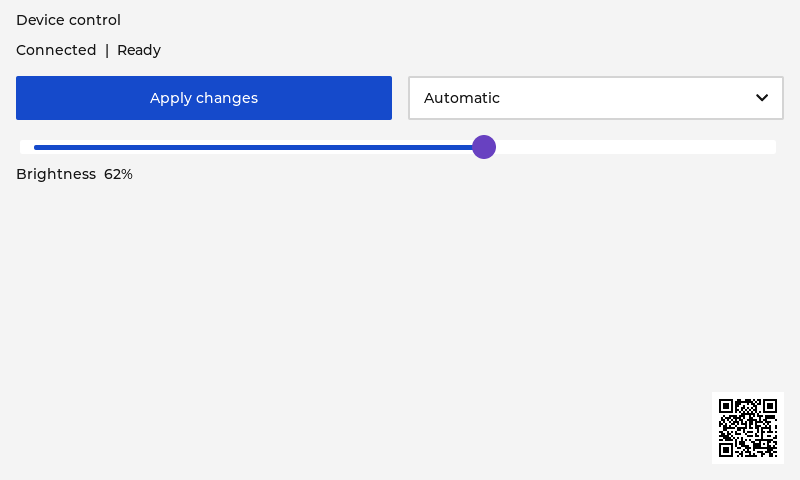 Device control
Connected | Ready
Apply changes
Automatic
Brightness 62%